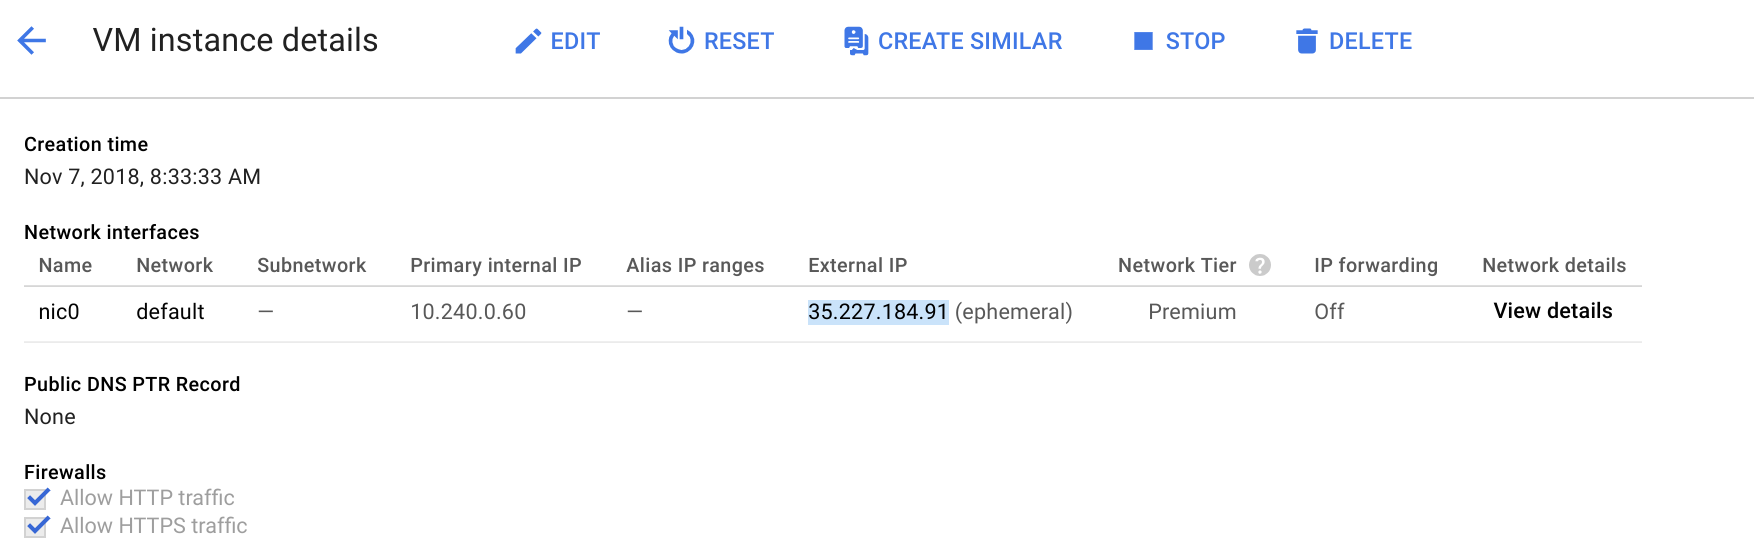 VM instance details EDIT RESET CREATE SIMILAR STOP DELETE
Creation time
Nov 7, 2018, 8:33:33 AM
Network interfaces
Name Network Subnetwork Primary internal IP Alias IP ranges External IP Network Tier ? IP forwarding Network details
nic0 default — 10.240.0.60 — 35.227.184.91 (ephemeral) Premium Off View details
Public DNS PTR Record
None
Firewalls
Allow HTTP traffic
Allow HTTPS traffic